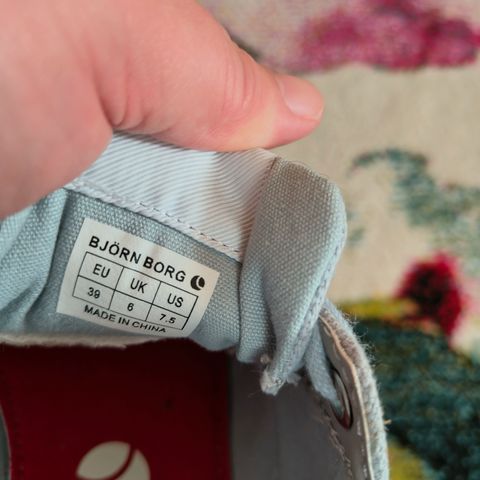 BJÖRN BORG
EU UK US
39 6 7.5
MADE IN CHINA